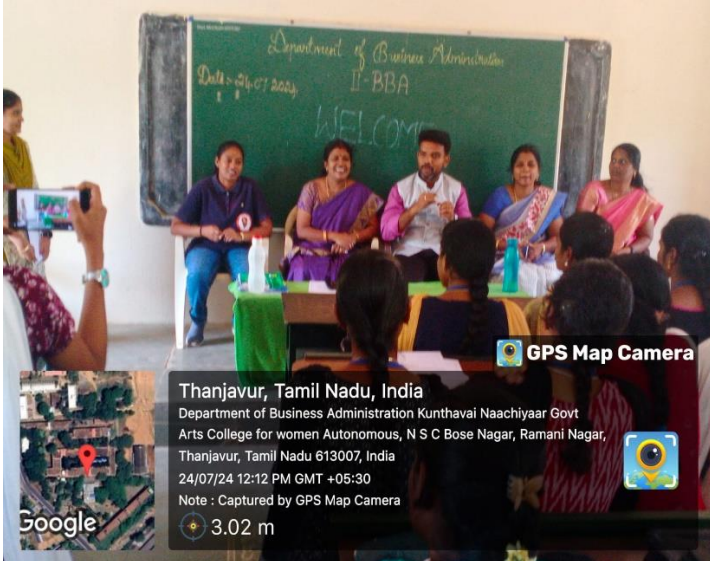 Department of Business Administration
Date :- 24.07.2024
II-BBA
WELCOME
GPS Map Camera
Thanjavur, Tamil Nadu, India
Department of Business Administration Kunthavai Naachiyaar Govt
Arts College for women Autonomous, N S C Bose Nagar, Ramani Nagar,
Thanjavur, Tamil Nadu 613007, India
24/07/24 12:12 PM GMT +05:30
Note : Captured by GPS Map Camera
3.02 m
Google